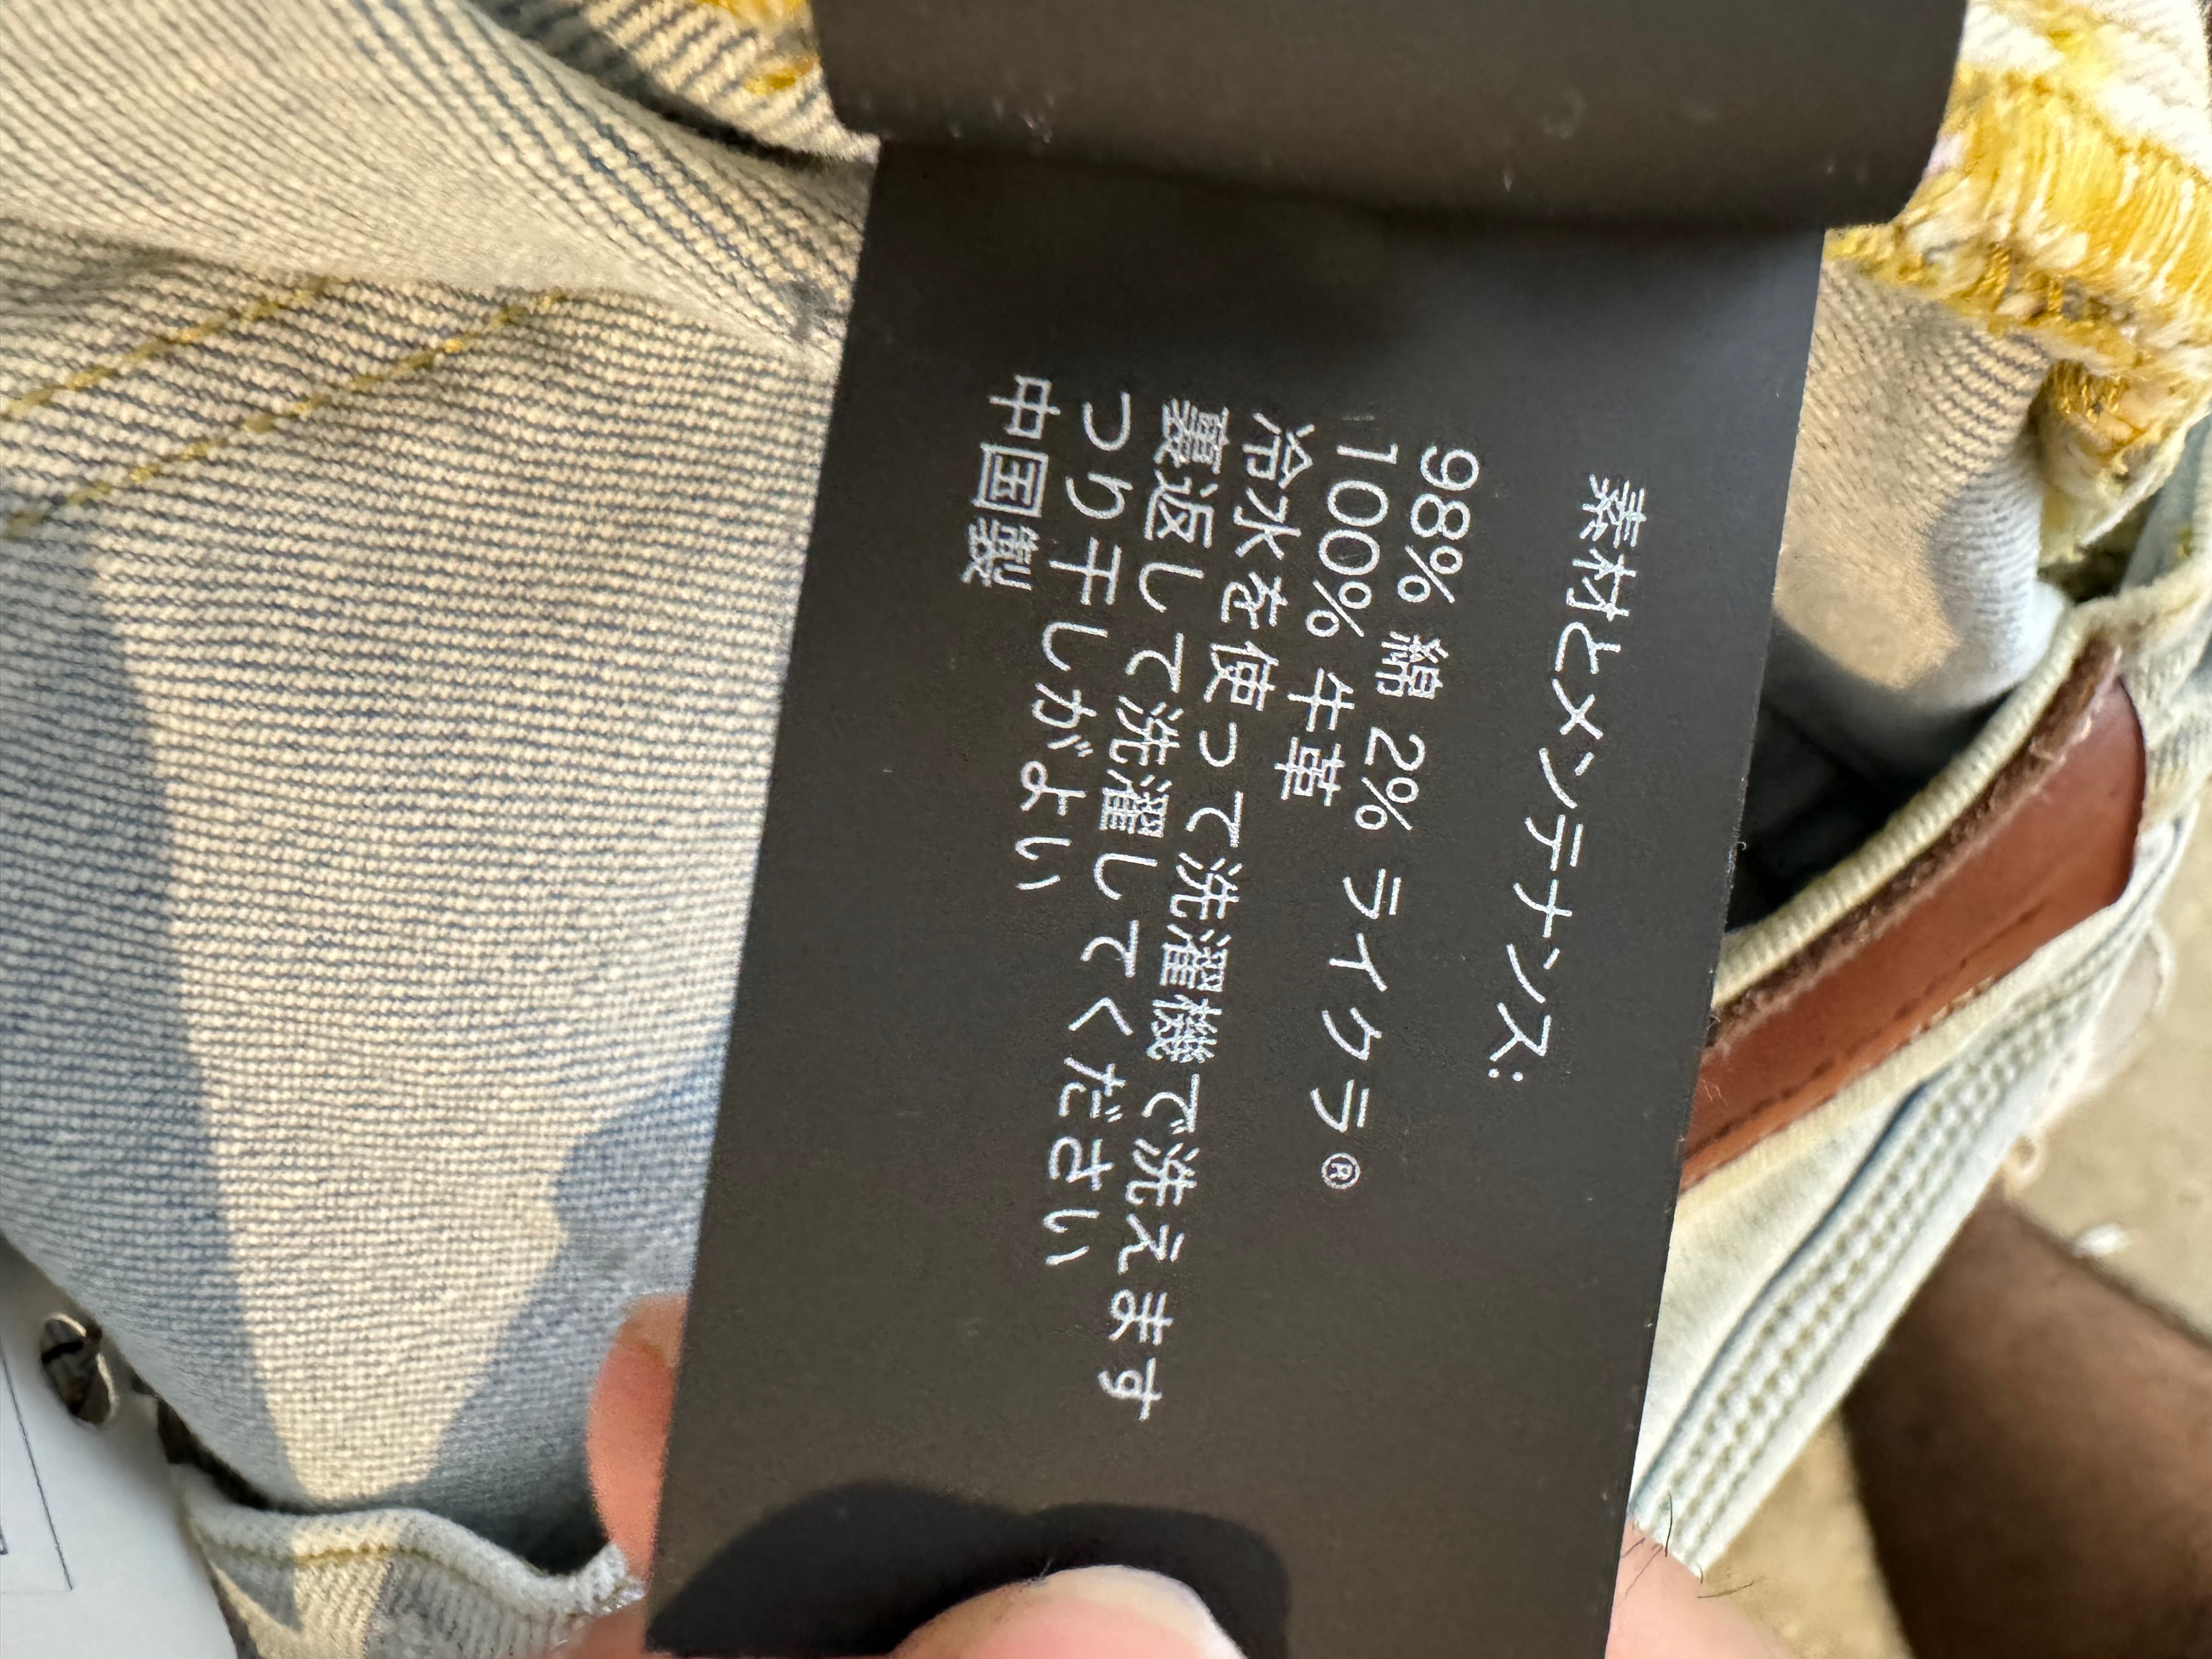 素材とメンテナンス:
98% 綿 2% ライクラ®
100% 牛革
冷水を使って洗濯機で洗えます
裏返して洗濯してください
つり干しがよい
中国製